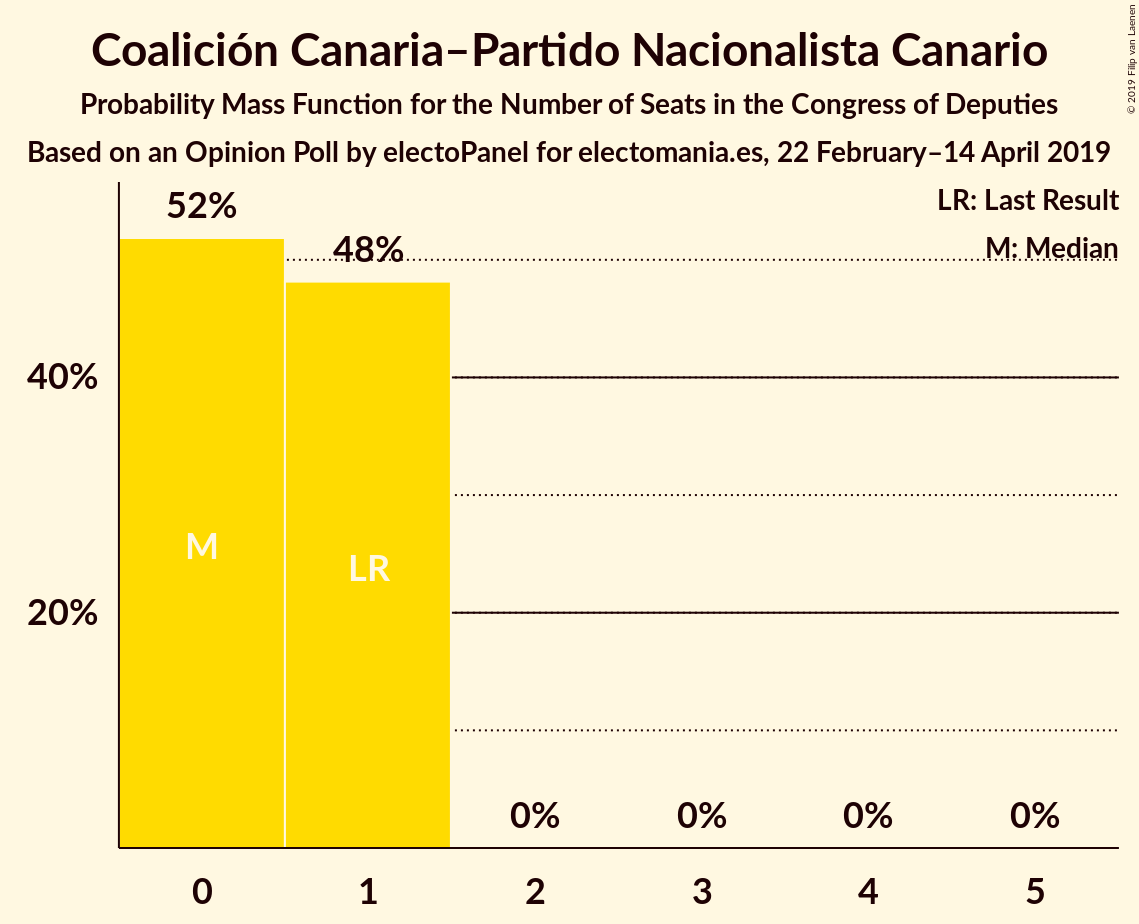 Coalición Canaria–Partido Nacionalista Canario
Probability Mass Function for the Number of Seats in the Congress of Deputies
Based on an Opinion Poll by electoPanel for electomania.es, 22 February–14 April 2019
© 2019 Filip van Laenen
LR: Last Result
M: Median
52%
48%
40%
20%
M
LR
0%
0%
0%
0%
0
1
2
3
4
5